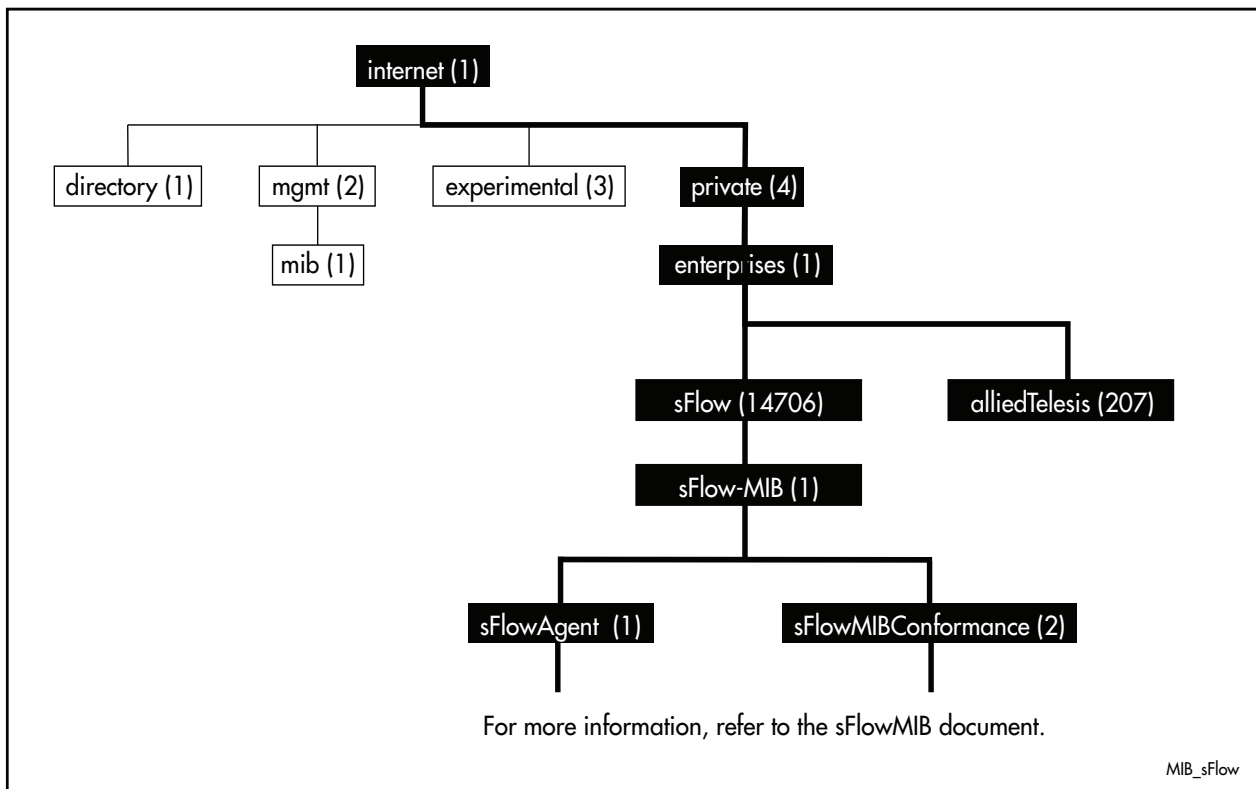 internet (1)
directory (1)
mgmt (2)
experimental (3)
private (4)
mib (1)
enterprises (1)
sFlow (14706)
alliedTelesis (207)
sFlow-MIB (1)
sFlowAgent (1)
sFlowMIBConformance (2)
For more information, refer to the sFlowMIB document.
MIB_sFlow